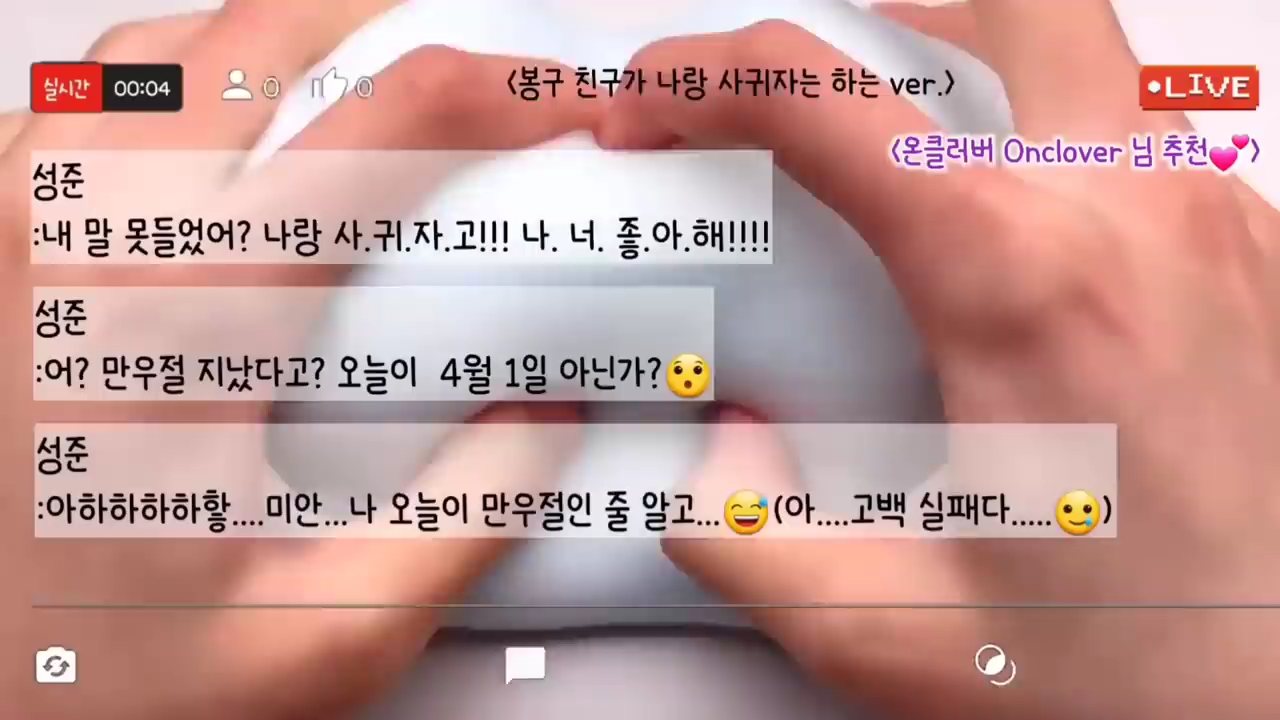 실시간 00:04 0 0 <봉구 친구가 나랑 사귀자는 하는 ver.> LIVE
<온클러버 Onclover 님 추천💕>
성준
:내 말 못들었어? 나랑 사.귀.자.고!!! 나. 너. 좋.아.해!!!!
성준
:어? 만우절 지났다고? 오늘이 4월 1일 아닌가?😯
성준
:아하하하하핳....미안...나 오늘이 만우절인 줄 알고...😅(아....고백 실패다.....🥲)